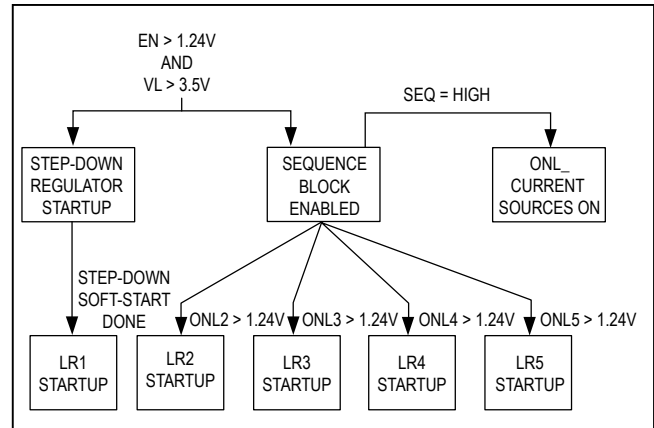 EN > 1.24V
AND
VL > 3.5V
SEQ = HIGH
STEP-DOWN
REGULATOR
STARTUP
SEQUENCE
BLOCK
ENABLED
ONL_
CURRENT
SOURCES ON
STEP-DOWN
SOFT-START
DONE
ONL2 > 1.24V
ONL3 > 1.24V
ONL4 > 1.24V
ONL5 > 1.24V
LR1
STARTUP
LR2
STARTUP
LR3
STARTUP
LR4
STARTUP
LR5
STARTUP